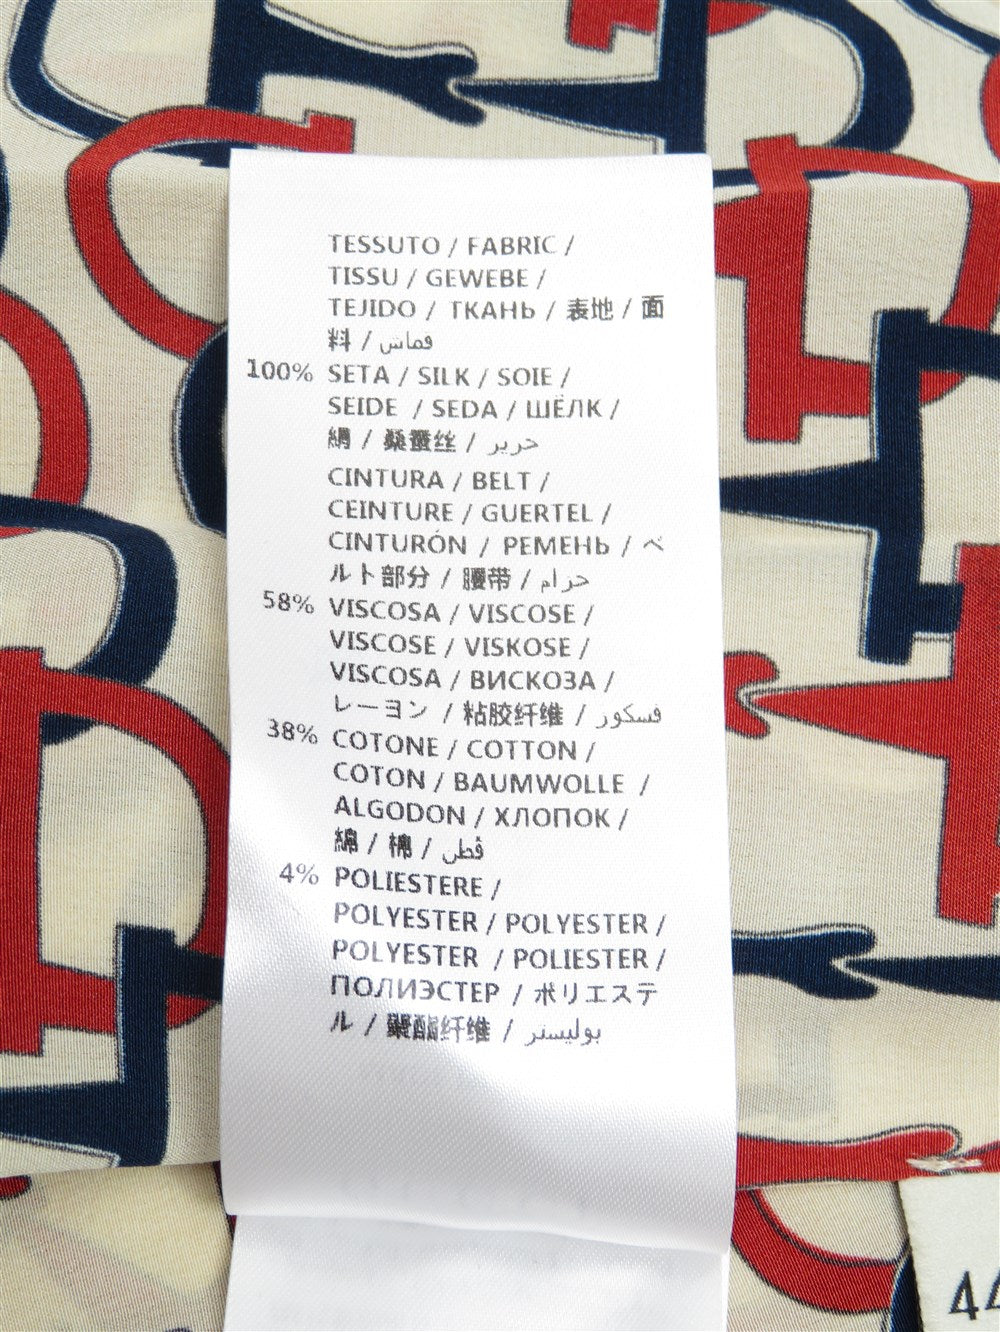 TESSUTO / FABRIC /
TISSU / GEWEBE /
TEJIDO / ТКАНЬ / 表地 / 面
料 / قماش
100% SETA / SILK / SOIE /
SEIDE / SEDA / ШЁЛК /
絹 / 桑蚕丝 / حرير
CINTURA / BELT /
CEINTURE / GUERTEL /
CINTURÓN / РЕМЕНЬ / ベ
ルト部分 / 腰带 / حرام
58% VISCOSA / VISCOSE /
VISCOSE / VISKOSE /
VISCOSA / ВИСКОЗА /
レーヨン / 粘胶纤维 / فسكور
38% COTONE / COTTON /
COTON / BAUMWOLLE /
ALGODON / ХЛОПОК /
綿 / 棉 / قطن
4% POLIESTERE /
POLYESTER / POLYESTER /
POLYESTER / POLIESTER /
ПОЛИЭСТЕР / ポリエステ
ル / 聚酯纤维 / بوليستر
44